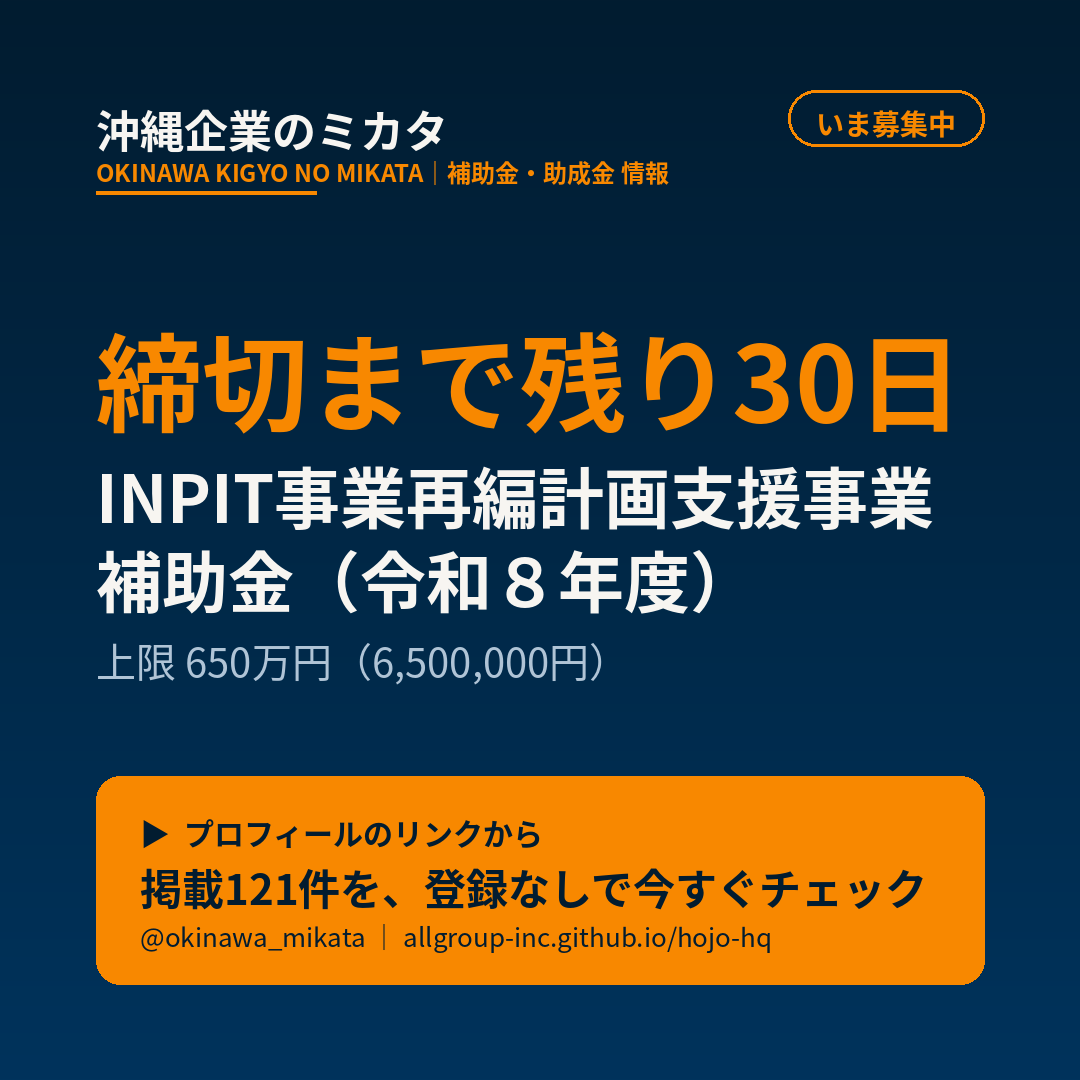 沖縄企業のミカタ
いま募集中
OKINAWA KIGYO NO MIKATA｜補助金・助成金 情報
締切まで残り30日
INPIT事業再編計画支援事業
補助金（令和８年度）
上限 650万円（6,500,000円）
▶ プロフィールのリンクから
掲載121件を、登録なしで今すぐチェック
@okinawa_mikata ｜ allgroup-inc.github.io/hojo-hq